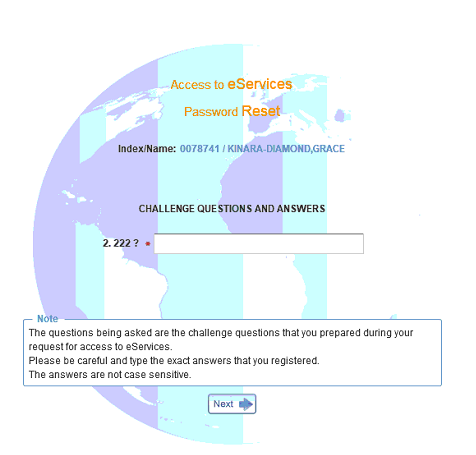 Access to eServices
Password Reset
Index/Name: 0078741 / KINARA-DIAMOND,GRACE
CHALLENGE QUESTIONS AND ANSWERS
2. 222 ?
Note
The questions being asked are the challenge questions that you prepared during your
request for access to eServices.
Please be careful and type the exact answers that you registered.
The answers are not case sensitive.
Next